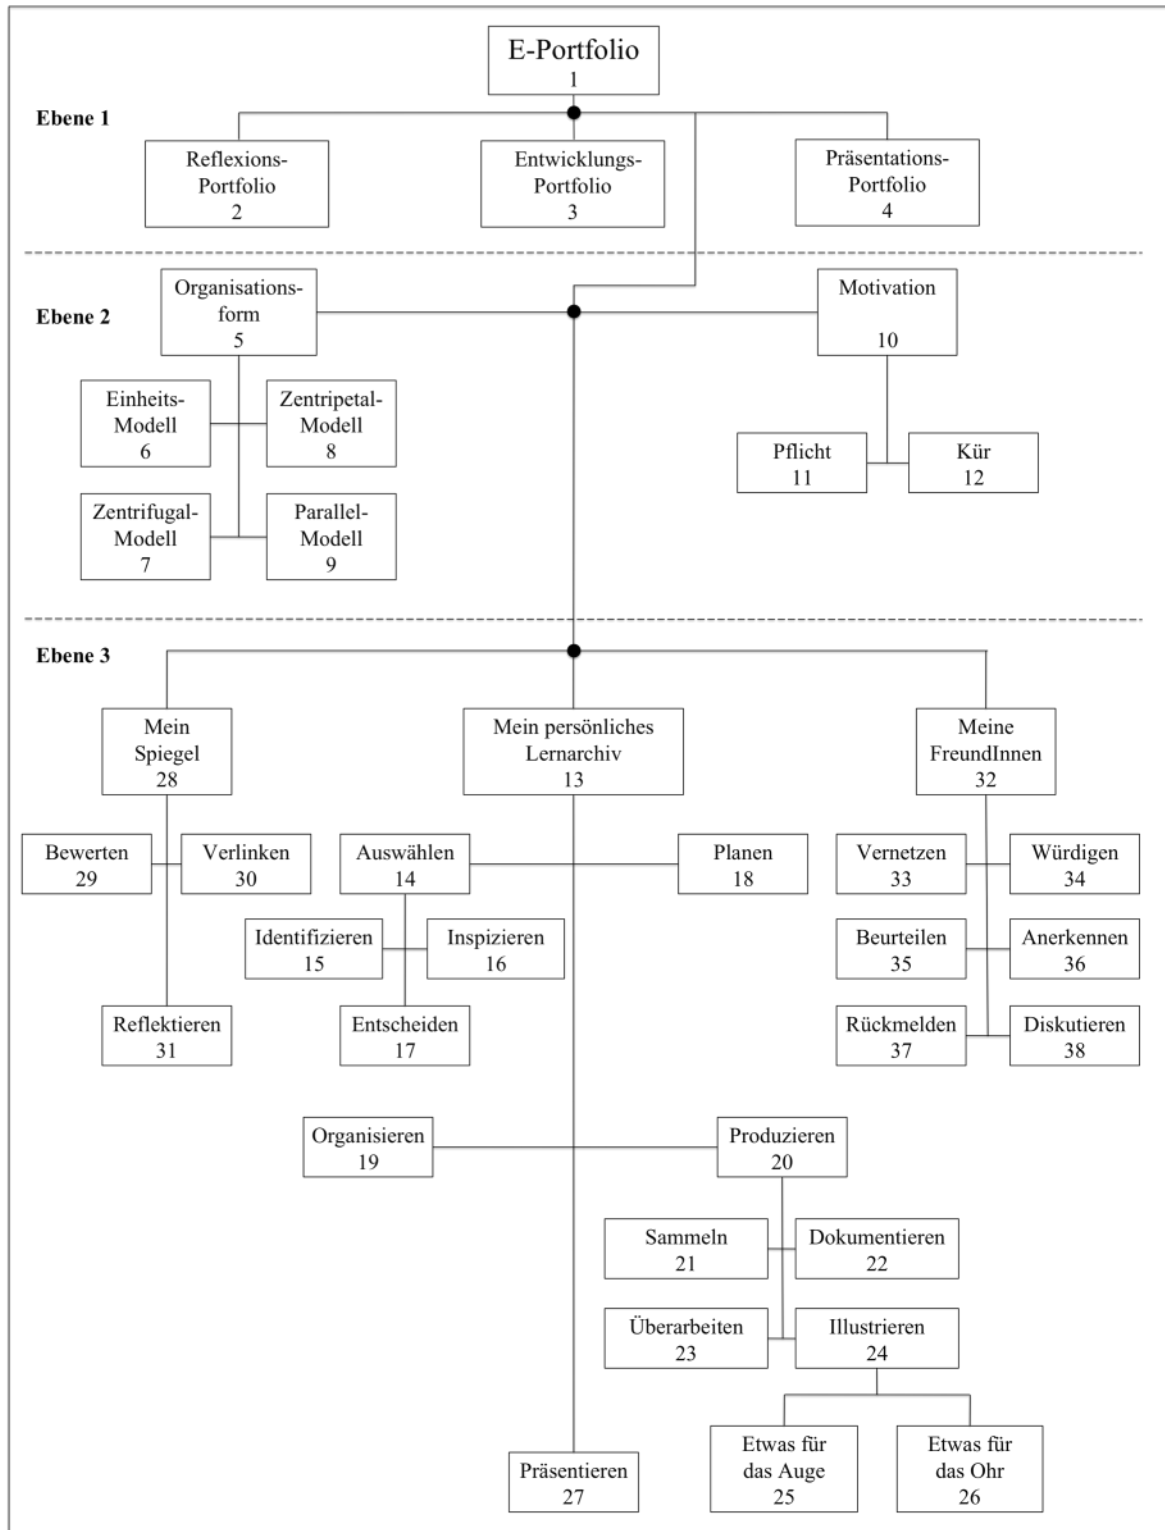 E-Portfolio
1
Ebene 1
Reflexions-
Portfolio
2
Entwicklungs-
Portfolio
3
Präsentations-
Portfolio
4
Ebene 2
Organisations-
form
5
Motivation
10
Einheits-
Modell
6
Zentripetal-
Modell
8
Pflicht
11
Kür
12
Zentrifugal-
Modell
7
Parallel-
Modell
9
Ebene 3
Mein
Spiegel
28
Mein persönliches
Lernarchiv
13
Meine
FreundInnen
32
Bewerten
29
Verlinken
30
Auswählen
14
Planen
18
Vernetzen
33
Würdigen
34
Identifizieren
15
Inspizieren
16
Beurteilen
35
Anerkennen
36
Reflektieren
31
Entscheiden
17
Rückmelden
37
Diskutieren
38
Organisieren
19
Produzieren
20
Sammeln
21
Dokumentieren
22
Überarbeiten
23
Illustrieren
24
Präsentieren
27
Etwas für
das Auge
25
Etwas für
das Ohr
26